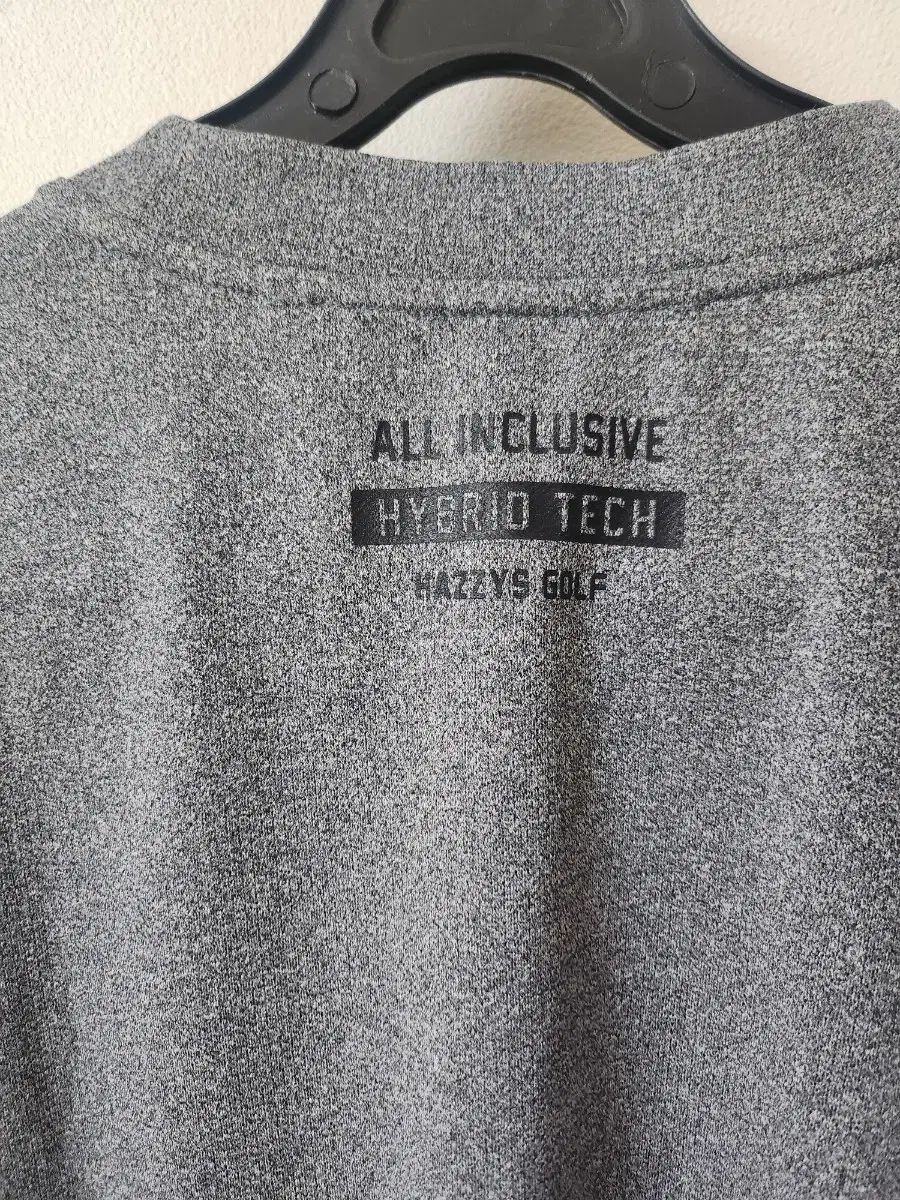 ALL INCLUSIVE
HYBRID TECH
HAZZYS GOLF